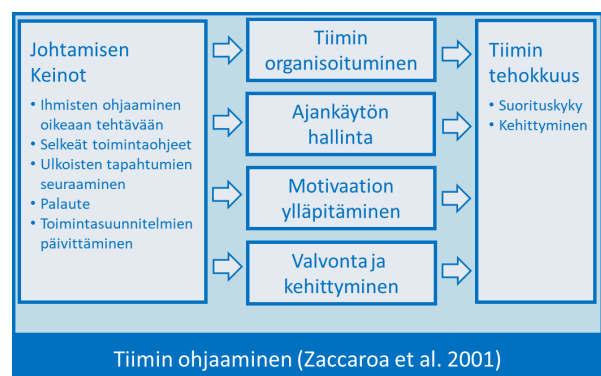 Johtamisen
Keinot
• Ihmisten ohjaaminen
oikeaan tehtävään
• Selkeät toimintaohjeet
• Ulkoisten tapahtumien
seuraaminen
• Palaute
• Toimintasuunnitelmien
päivittäminen
Tiimin
organisoituminen
Ajankäytön
hallinta
Motivaation
ylläpitäminen
Valvonta ja
kehittyminen
Tiimin
tehokkuus
• Suorituskyky
• Kehittyminen
Tiimin ohjaaminen (Zaccaroa et al. 2001)